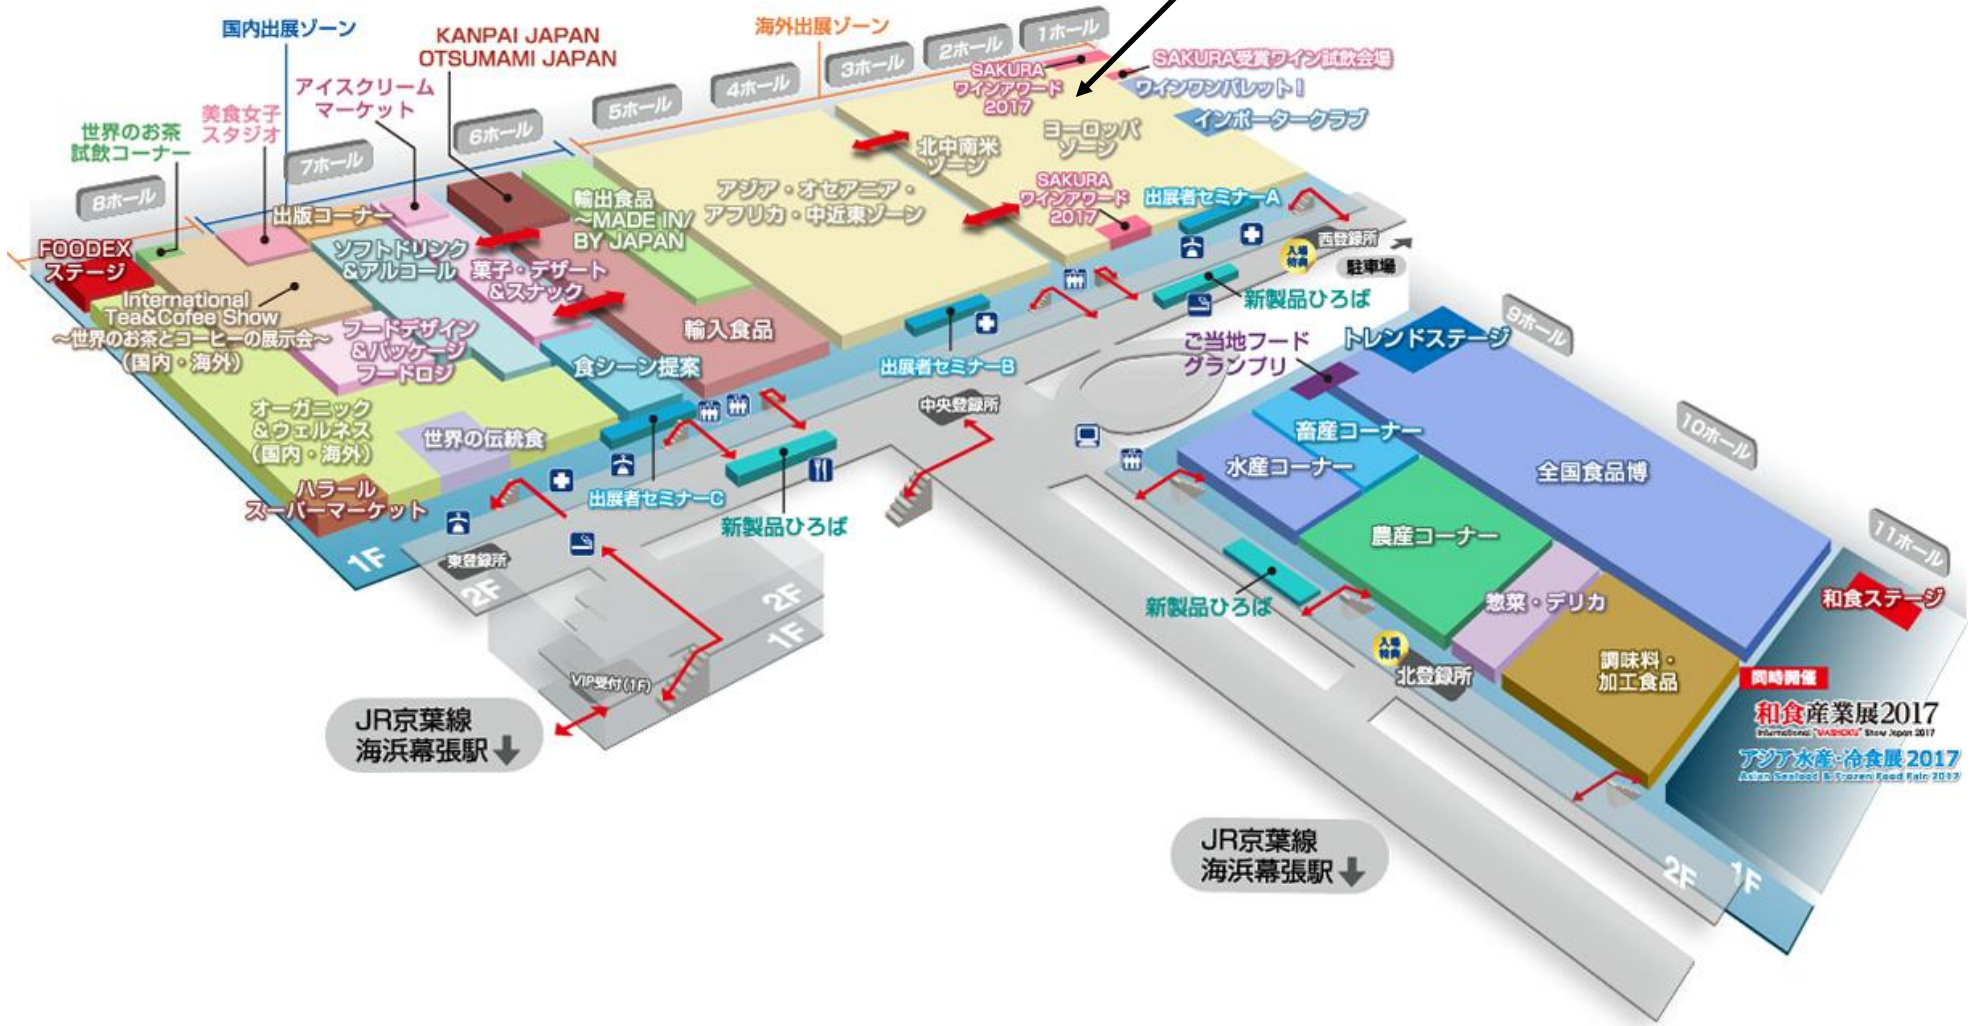 国内出展ゾーン
KANPAI JAPAN
OTSUMAMI JAPAN
海外出展ゾーン
1ホール
2ホール
3ホール
4ホール
5ホール
6ホール
7ホール
8ホール
SAKURA
ワインアワード
2017
SAKURA受賞ワイン試飲会場
ワインワンパレット！
インポータークラブ
アイスクリーム
マーケット
美食女子
スタジオ
世界のお茶
試飲コーナー
ヨーロッパ
ゾーン
北中南米
ゾーン
SAKURA
ワインアワード
2017
出展者セミナーA
アジア・オセアニア・
アフリカ・中近東ゾーン
輸出食品
～MADE IN/
BY JAPAN
出版コーナー
FOODEX
ステージ
ソフトドリンク
&アルコール
菓子・デザート
&スナック
International
Tea&Cofee Show
～世界のお茶とコーヒーの展示会～
（国内・海外）
フードデザイン
&パッケージ
フードロジ
輸入食品
食シーン提案
オーガニック
&ウェルネス
（国内・海外）
世界の伝統食
ハラール
スーパーマーケット
出展者セミナーB
出展者セミナーC
新製品ひろば
入場
特典
西登録所
駐車場
新製品ひろば
中央登録所
東登録所
1F
2F
2F
1F
VIP受付(1F)
JR京葉線
海浜幕張駅
9ホール
10ホール
11ホール
ご当地フード
グランプリ
トレンドステージ
畜産コーナー
水産コーナー
全国食品博
農産コーナー
惣菜・デリカ
調味料・
加工食品
和食ステージ
新製品ひろば
入場
特典
北登録所
同時開催
和食産業展2017
International "WASHOKU" Show Japan 2017
アジア水産・冷食展2017
Asian Seafood & Frozen Food Fair 2017
2F
1F
JR京葉線
海浜幕張駅